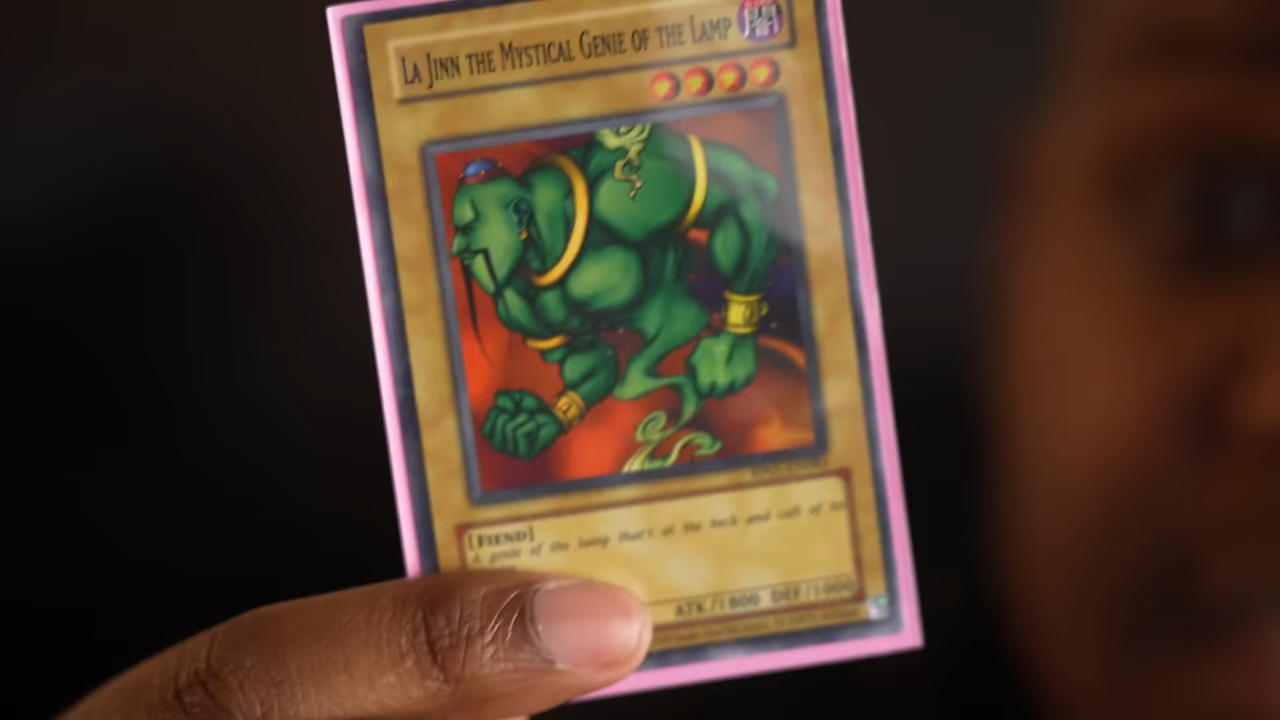 LA JINN THE MYSTICAL GENIE OF THE LAMP
[FIEND]
A genie of the lamp that's at the beck and call of its
ATK/1800 DEF/1000